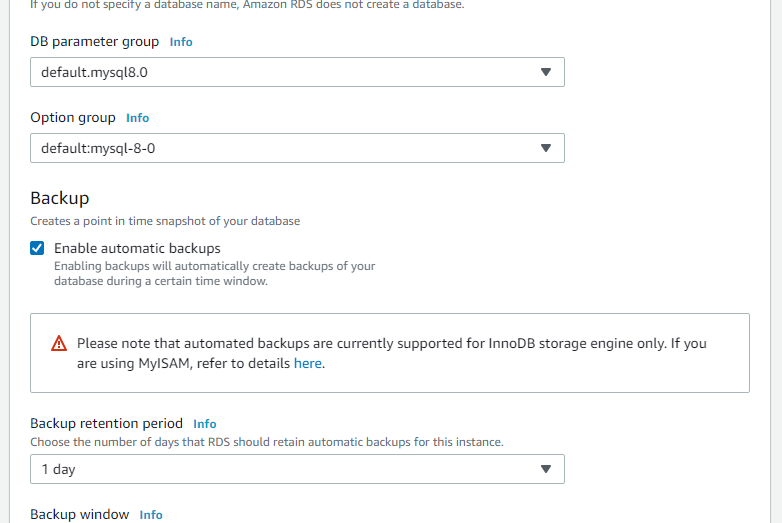 If you do not specify a database name, Amazon RDS does not create a database.
DB parameter group Info
default.mysql8.0
Option group Info
default:mysql-8-0
Backup
Creates a point in time snapshot of your database
Enable automatic backups
Enabling backups will automatically create backups of your
database during a certain time window.
Please note that automated backups are currently supported for InnoDB storage engine only. If you
are using MyISAM, refer to details here.
Backup retention period Info
Choose the number of days that RDS should retain automatic backups for this instance.
1 day
Backup window Info